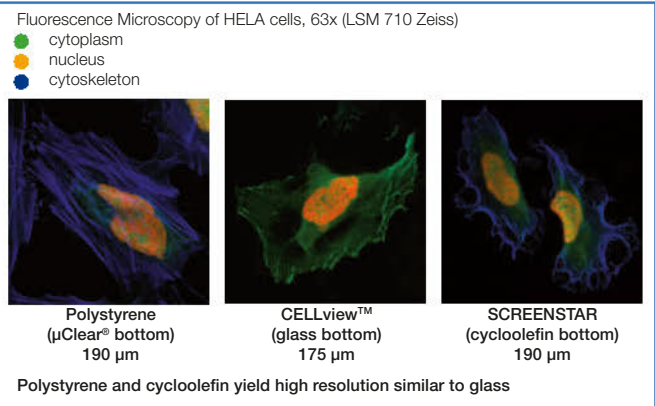 Fluorescence Microscopy of HELA cells, 63x (LSM 710 Zeiss)
cytoplasm
nucleus
cytoskeleton
Polystyrene
(µClear® bottom)
190 µm
CELLview™
(glass bottom)
175 µm
SCREENSTAR
(cycloolefin bottom)
190 µm
Polystyrene and cycloolefin yield high resolution similar to glass